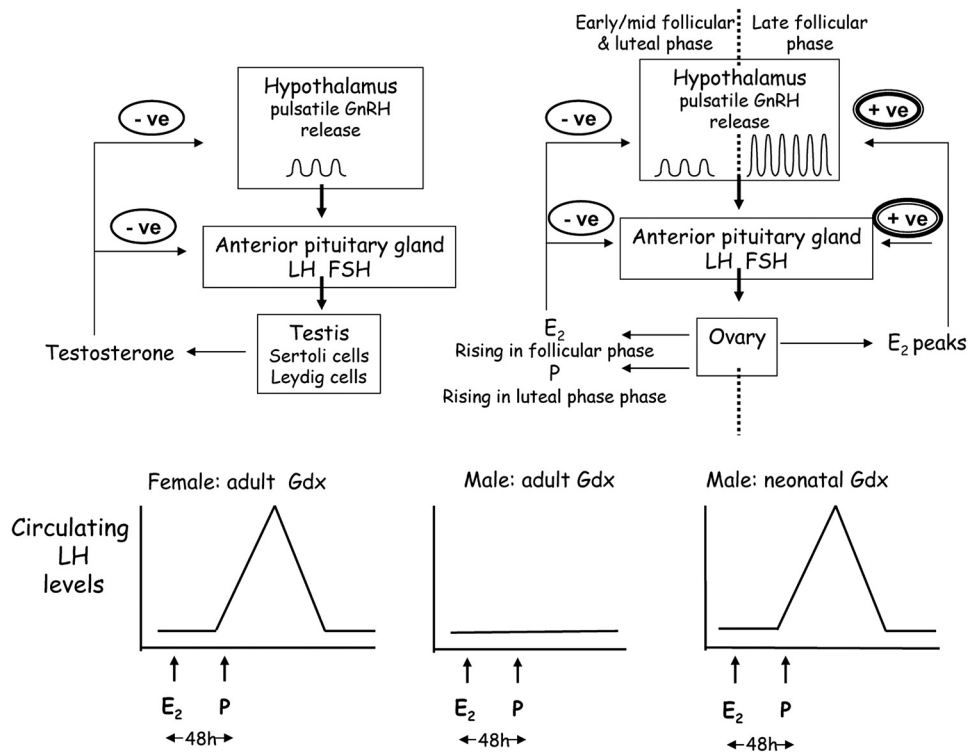 Hypothalamus
pulsatile GnRH
release
- ve
- ve
Anterior pituitary gland
LH FSH
Testis
Sertoli cells
Leydig cells
Testosterone
Early/mid follicular
& luteal phase
Late follicular
phase
Hypothalamus
pulsatile GnRH
release
- ve
+ ve
- ve
+ ve
Anterior pituitary gland
LH FSH
E₂
Rising in follicular phase
P
Rising in luteal phase phase
Ovary
E₂ peaks
Circulating
LH
levels
Female: adult Gdx
E₂ P
48h
Male: adult Gdx
E₂ P
48h
Male: neonatal Gdx
E₂ P
48h